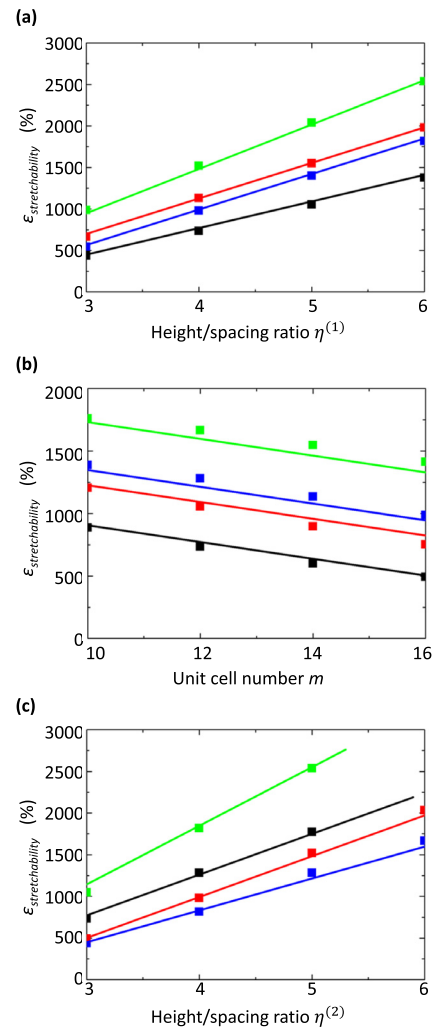 (a)
3000
2500
2000
1500
1000
500
0
ε_stretchability (%)
3 4 5 6
Height/spacing ratio η⁽¹⁾
(b)
2000
1500
1000
500
0
ε_stretchability (%)
10 12 14 16
Unit cell number m
(c)
3000
2500
2000
1500
1000
500
0
ε_stretchability (%)
3 4 5 6
Height/spacing ratio η⁽²⁾